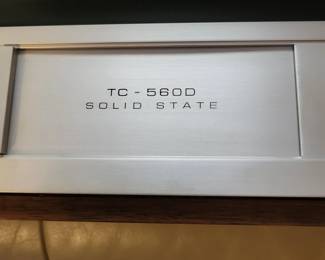 TC - 560D
SOLID STATE